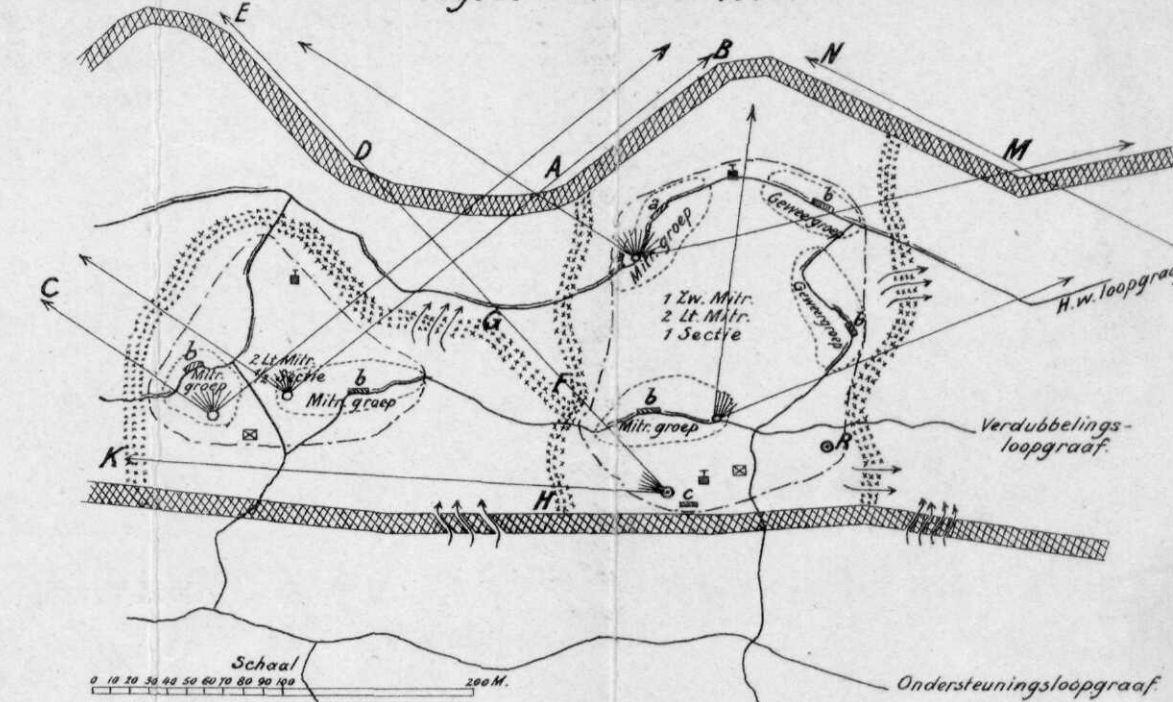 E
B
N
D
A
M
a
Mitr. groep
b
Geweergroep
C
G
1 Zw. Mitr.
2 Lt. Mitr.
1 Sectie
Geweergroep
b
H.w. loopgraaf
b
Mitr.
groep
2 Lt. Mitr.
½ Sectie
b
Mitr. groep
F
b
Mitr. groep
R
Verdubbelings-
loopgraaf.
K
H
c
Schaal
0 10 20 30 40 50 60 70 80 90 100 200 M.
Ondersteuningsloopgraaf.